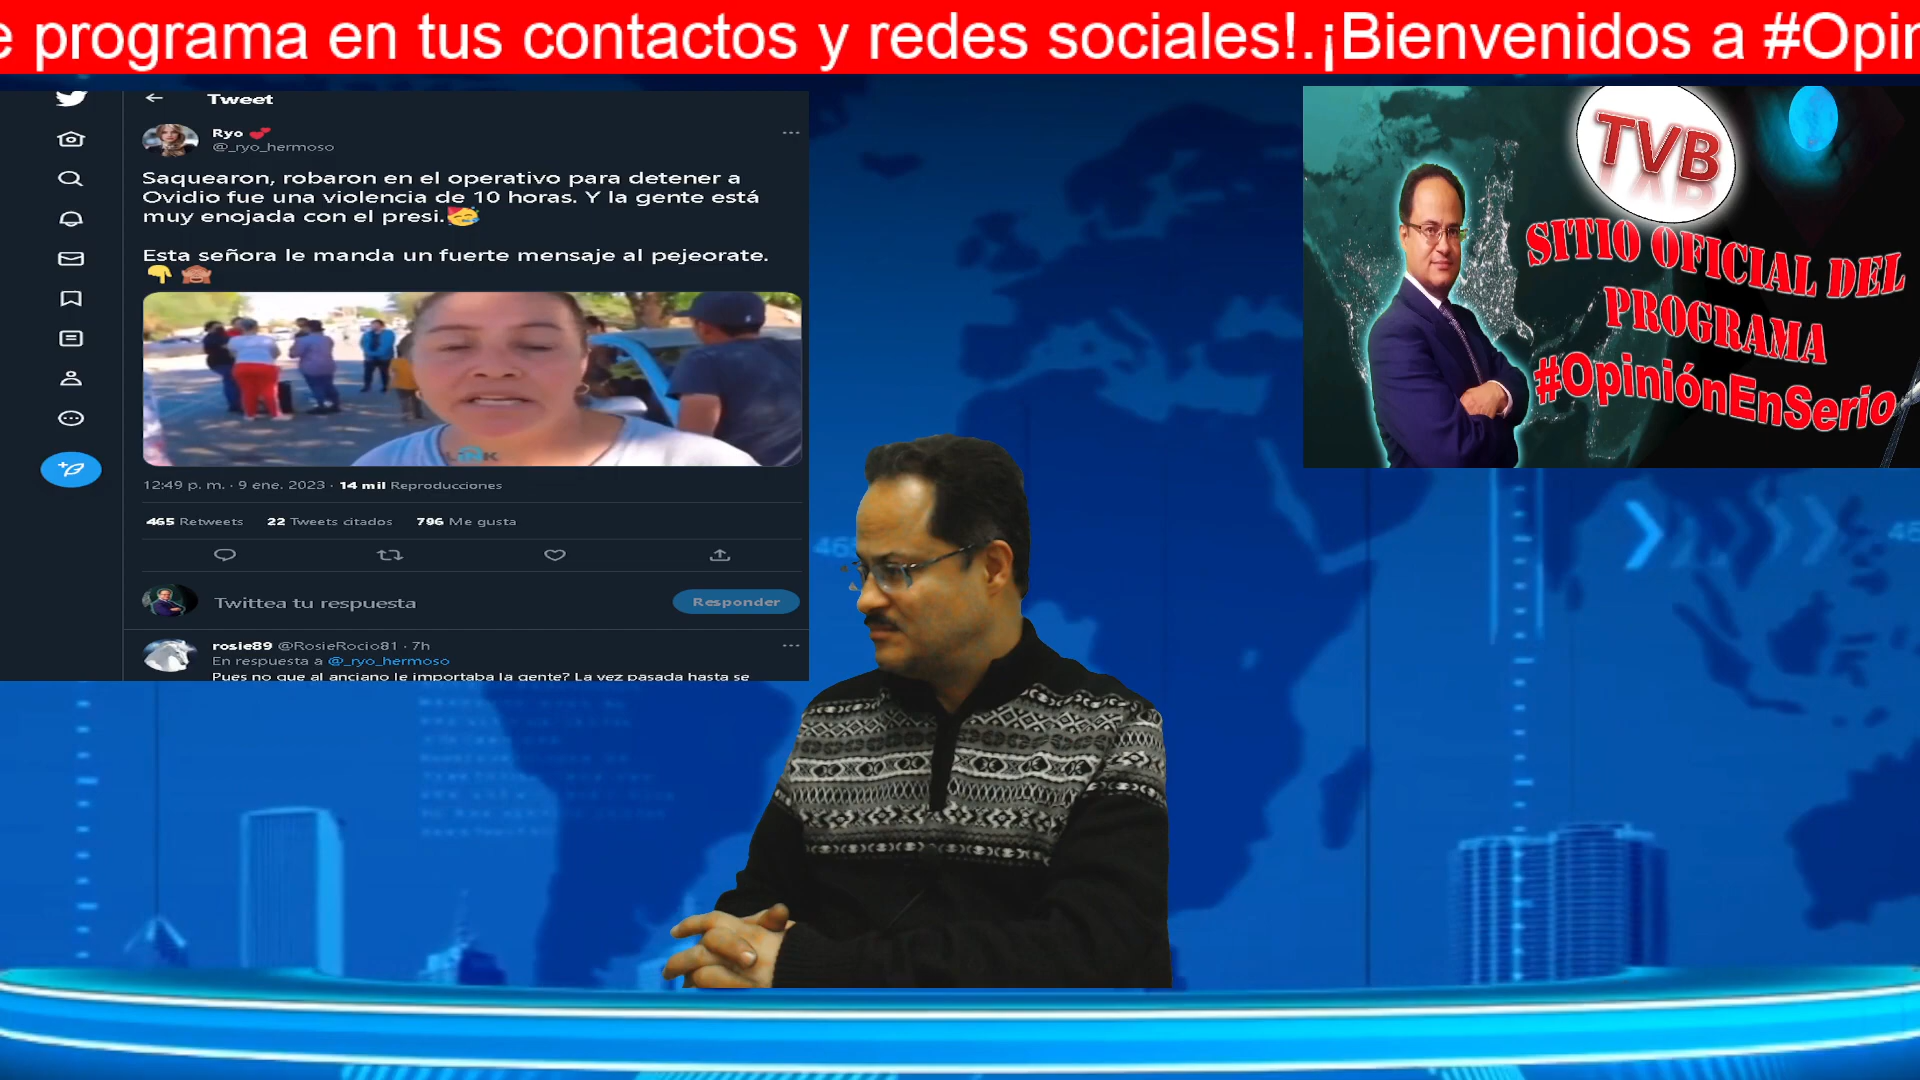 e programa en tus contactos y redes sociales!.¡Bienvenidos a #Opin
Tweet
Ryo
@_ryo_hermoso
Saquearon, robaron en el operativo para detener a
Ovidio fue una violencia de 10 horas. Y la gente está
muy enojada con el presi.
Esta señora le manda un fuerte mensaje al pejeorate.
LINK
12:49 p. m. · 9 ene. 2023 · 14 mil Reproducciones
465 Retweets 22 Tweets citados 796 Me gusta
Twittea tu respuesta
Responder
rosie89 @RosieRocio81 · 7h
En respuesta a @_ryo_hermoso
Pues no que al anciano le importaba la gente? La vez pasada hasta se
TVB
SITIO OFICIAL DEL
PROGRAMA
#OpiniónEnSerio